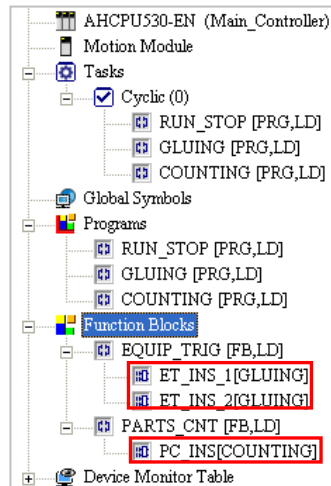 AHCPU530-EN (Main_Controller)
Motion Module
Tasks
Cyclic (0)
RUN_STOP [PRG,LD]
GLUING [PRG,LD]
COUNTING [PRG,LD]
Global Symbols
Programs
RUN_STOP [PRG,LD]
GLUING [PRG,LD]
COUNTING [PRG,LD]
Function Blocks
EQUIP_TRIG [FB,LD]
ET_INS_1[GLUING]
ET_INS_2[GLUING]
PARTS_CNT [FB,LD]
PC_INS[COUNTING]
Device Monitor Table